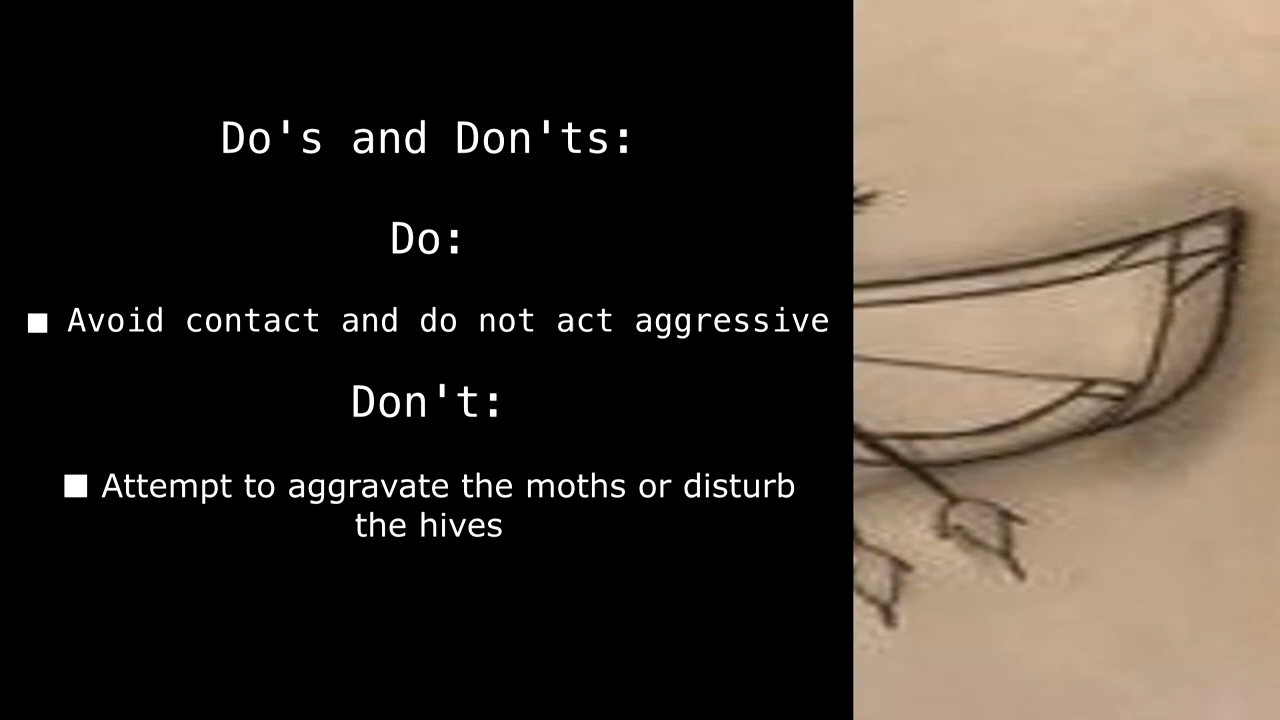 Do's and Don'ts:
Do:
■ Avoid contact and do not act aggressive
Don't:
■ Attempt to aggravate the moths or disturb
the hives